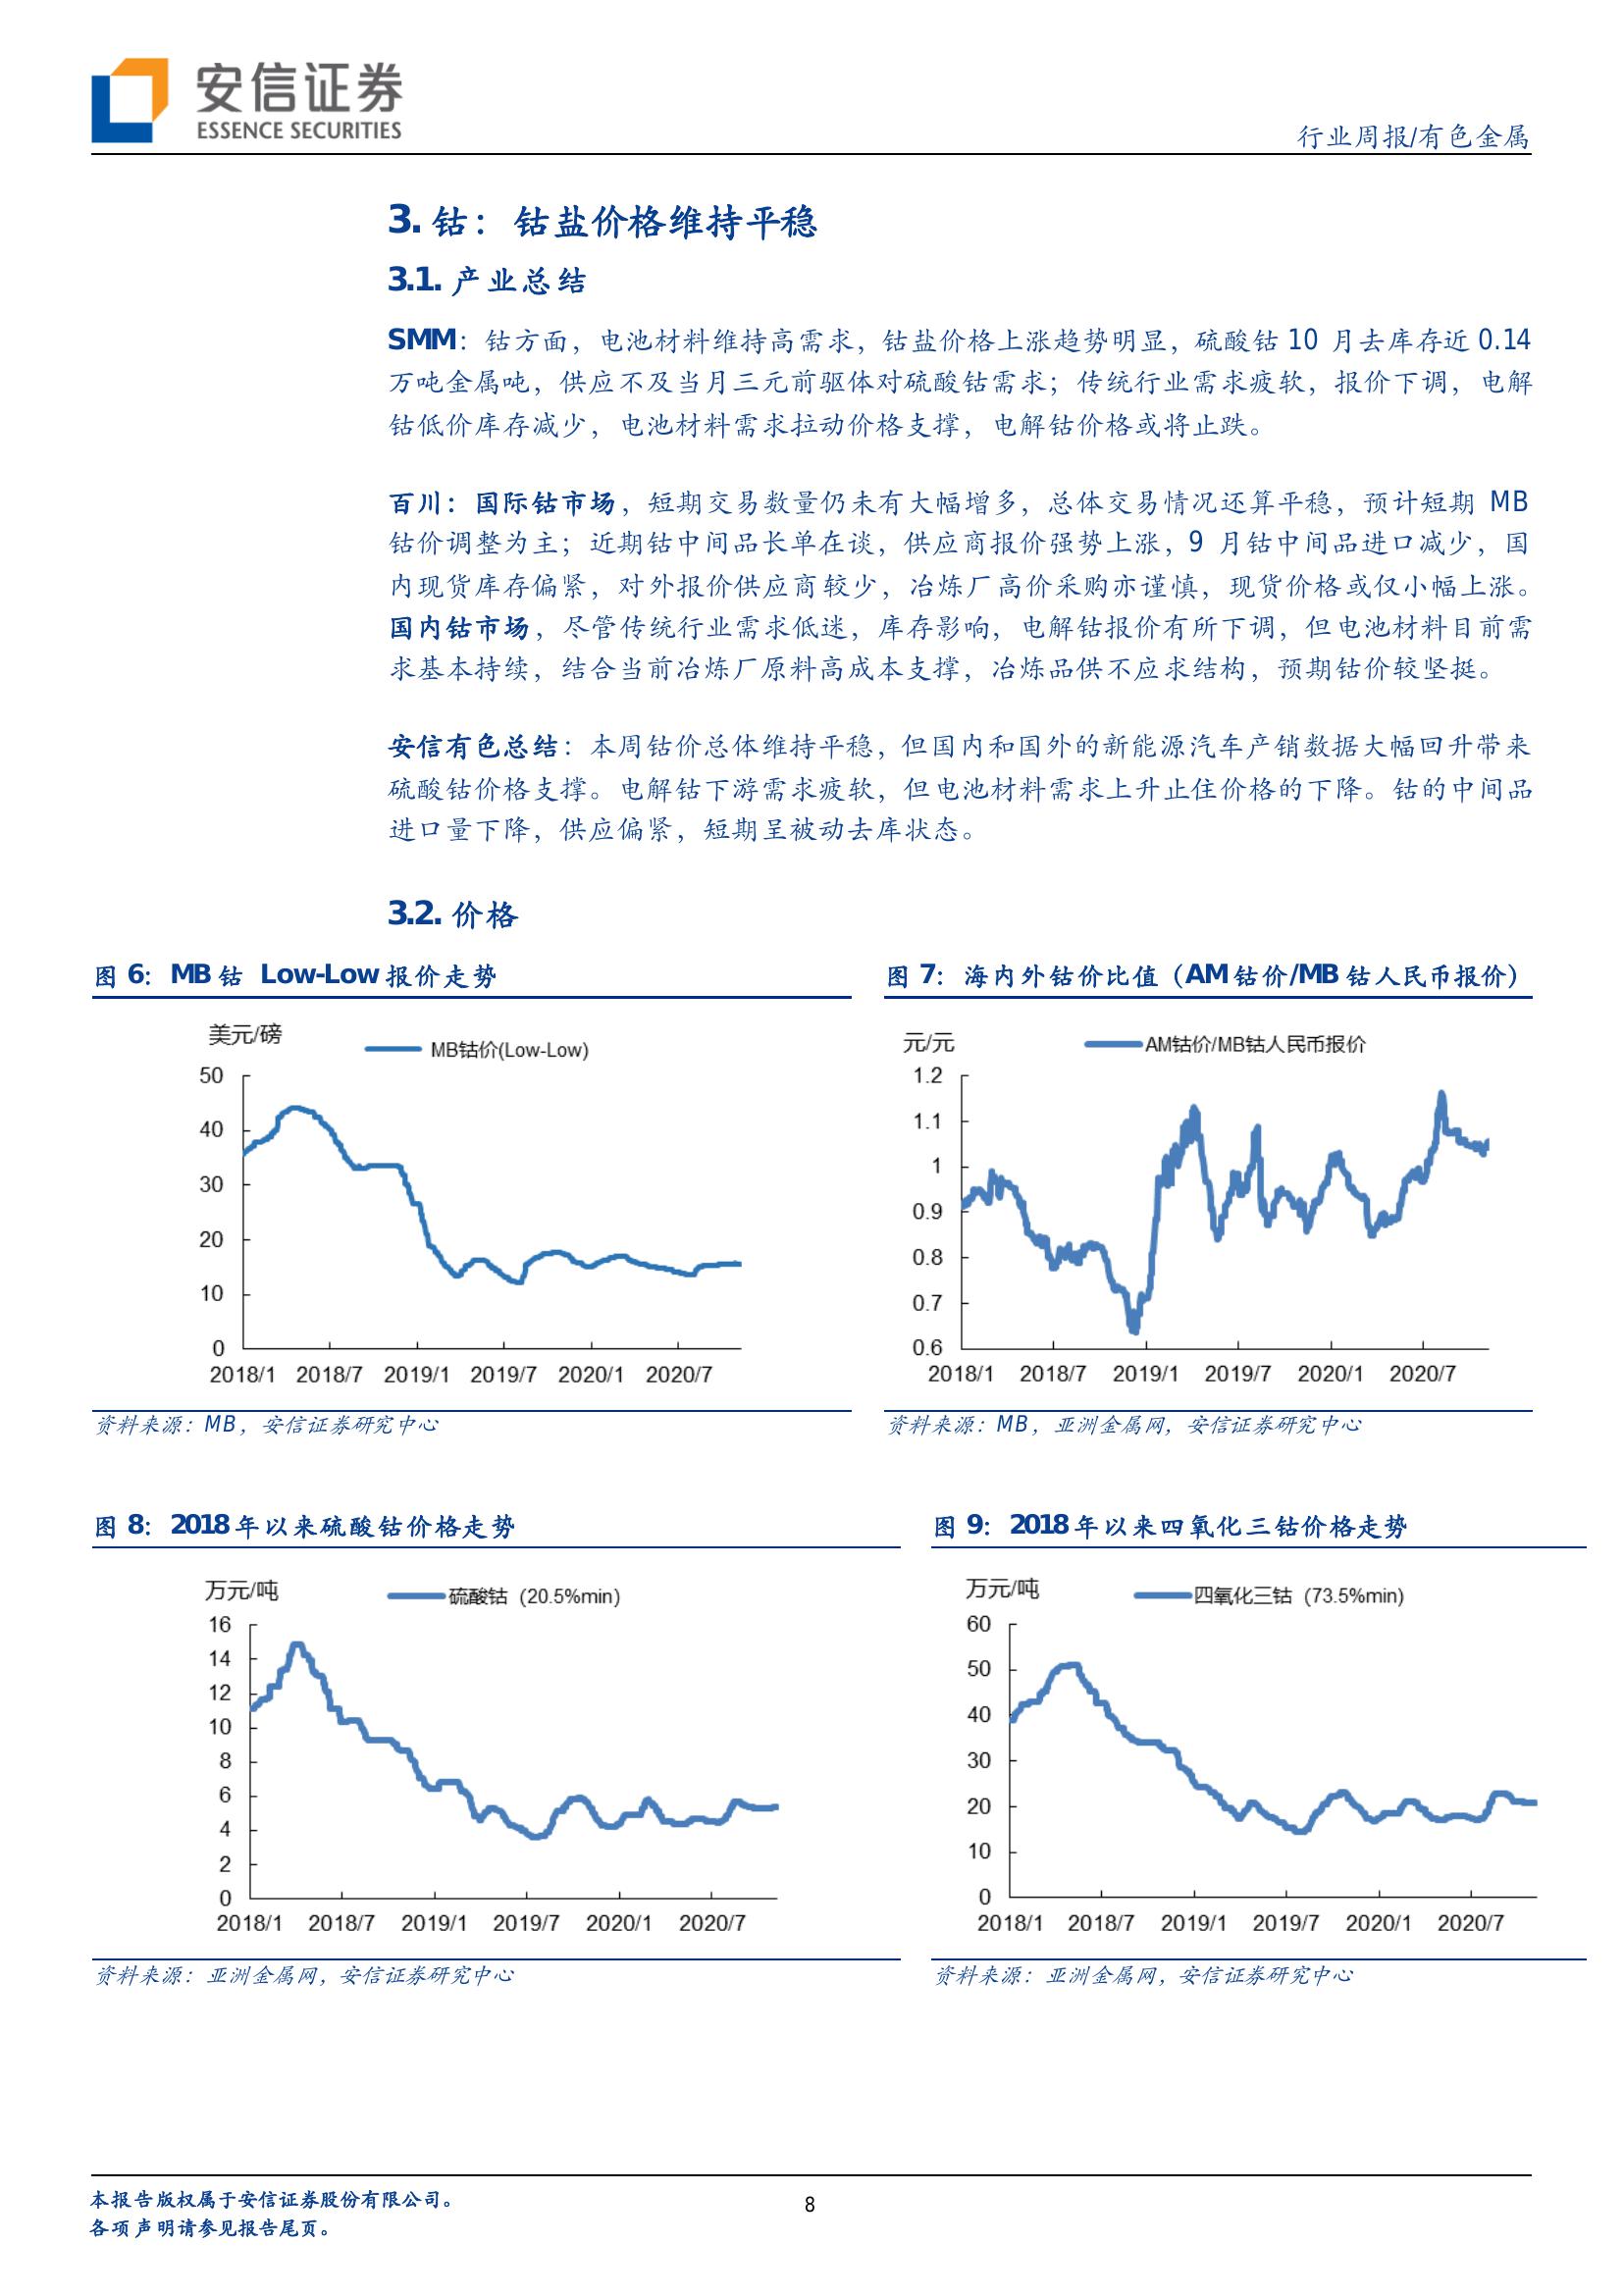 安信证券
ESSENCE SECURITIES
行业周报/有色金属
3. 钴：钴盐价格维持平稳
3.1. 产业总结
SMM：钴方面，电池材料维持高需求，钴盐价格上涨趋势明显，硫酸钴 10 月去库存近 0.14
万吨金属吨，供应不及当月三元前驱体对硫酸钴需求；传统行业需求疲软，报价下调，电解
钴低价库存减少，电池材料需求拉动价格支撑，电解钴价格或将止跌。
百川：国际钴市场，短期交易数量仍未有大幅增多，总体交易情况还算平稳，预计短期 MB
钴价调整为主；近期钴中间品长单在谈，供应商报价强势上涨，9 月钴中间品进口减少，国
内现货库存偏紧，对外报价供应商较少，冶炼厂高价采购亦谨慎，现货价格或仅小幅上涨。
国内钴市场，尽管传统行业需求低迷，库存影响，电解钴报价有所下调，但电池材料目前需
求基本持续，结合当前冶炼厂原料高成本支撑，冶炼品供不应求结构，预期钴价较坚挺。
安信有色总结：本周钴价总体维持平稳，但国内和国外的新能源汽车产销数据大幅回升带来
硫酸钴价格支撑。电解钴下游需求疲软，但电池材料需求上升止住价格的下降。钴的中间品
进口量下降，供应偏紧，短期呈被动去库状态。
3.2. 价格
图 6：MB 钴 Low-Low 报价走势
美元/磅
MB钴价(Low-Low)
50
40
30
20
10
0
2018/1 2018/7 2019/1 2019/7 2020/1 2020/7
资料来源：MB，安信证券研究中心
图 7：海内外钴价比值（AM 钴价/MB 钴人民币报价）
元/元
AM钴价/MB钴人民币报价
1.2
1.1
1
0.9
0.8
0.7
0.6
2018/1 2018/7 2019/1 2019/7 2020/1 2020/7
资料来源：MB，亚洲金属网，安信证券研究中心
图 8：2018 年以来硫酸钴价格走势
万元/吨
硫酸钴 (20.5%min)
16
14
12
10
8
6
4
2
0
2018/1 2018/7 2019/1 2019/7 2020/1 2020/7
资料来源：亚洲金属网，安信证券研究中心
图 9：2018 年以来四氧化三钴价格走势
万元/吨
四氧化三钴 (73.5%min)
60
50
40
30
20
10
0
2018/1 2018/7 2019/1 2019/7 2020/1 2020/7
资料来源：亚洲金属网，安信证券研究中心
本报告版权属于安信证券股份有限公司。
各项声明请参见报告尾页。
8